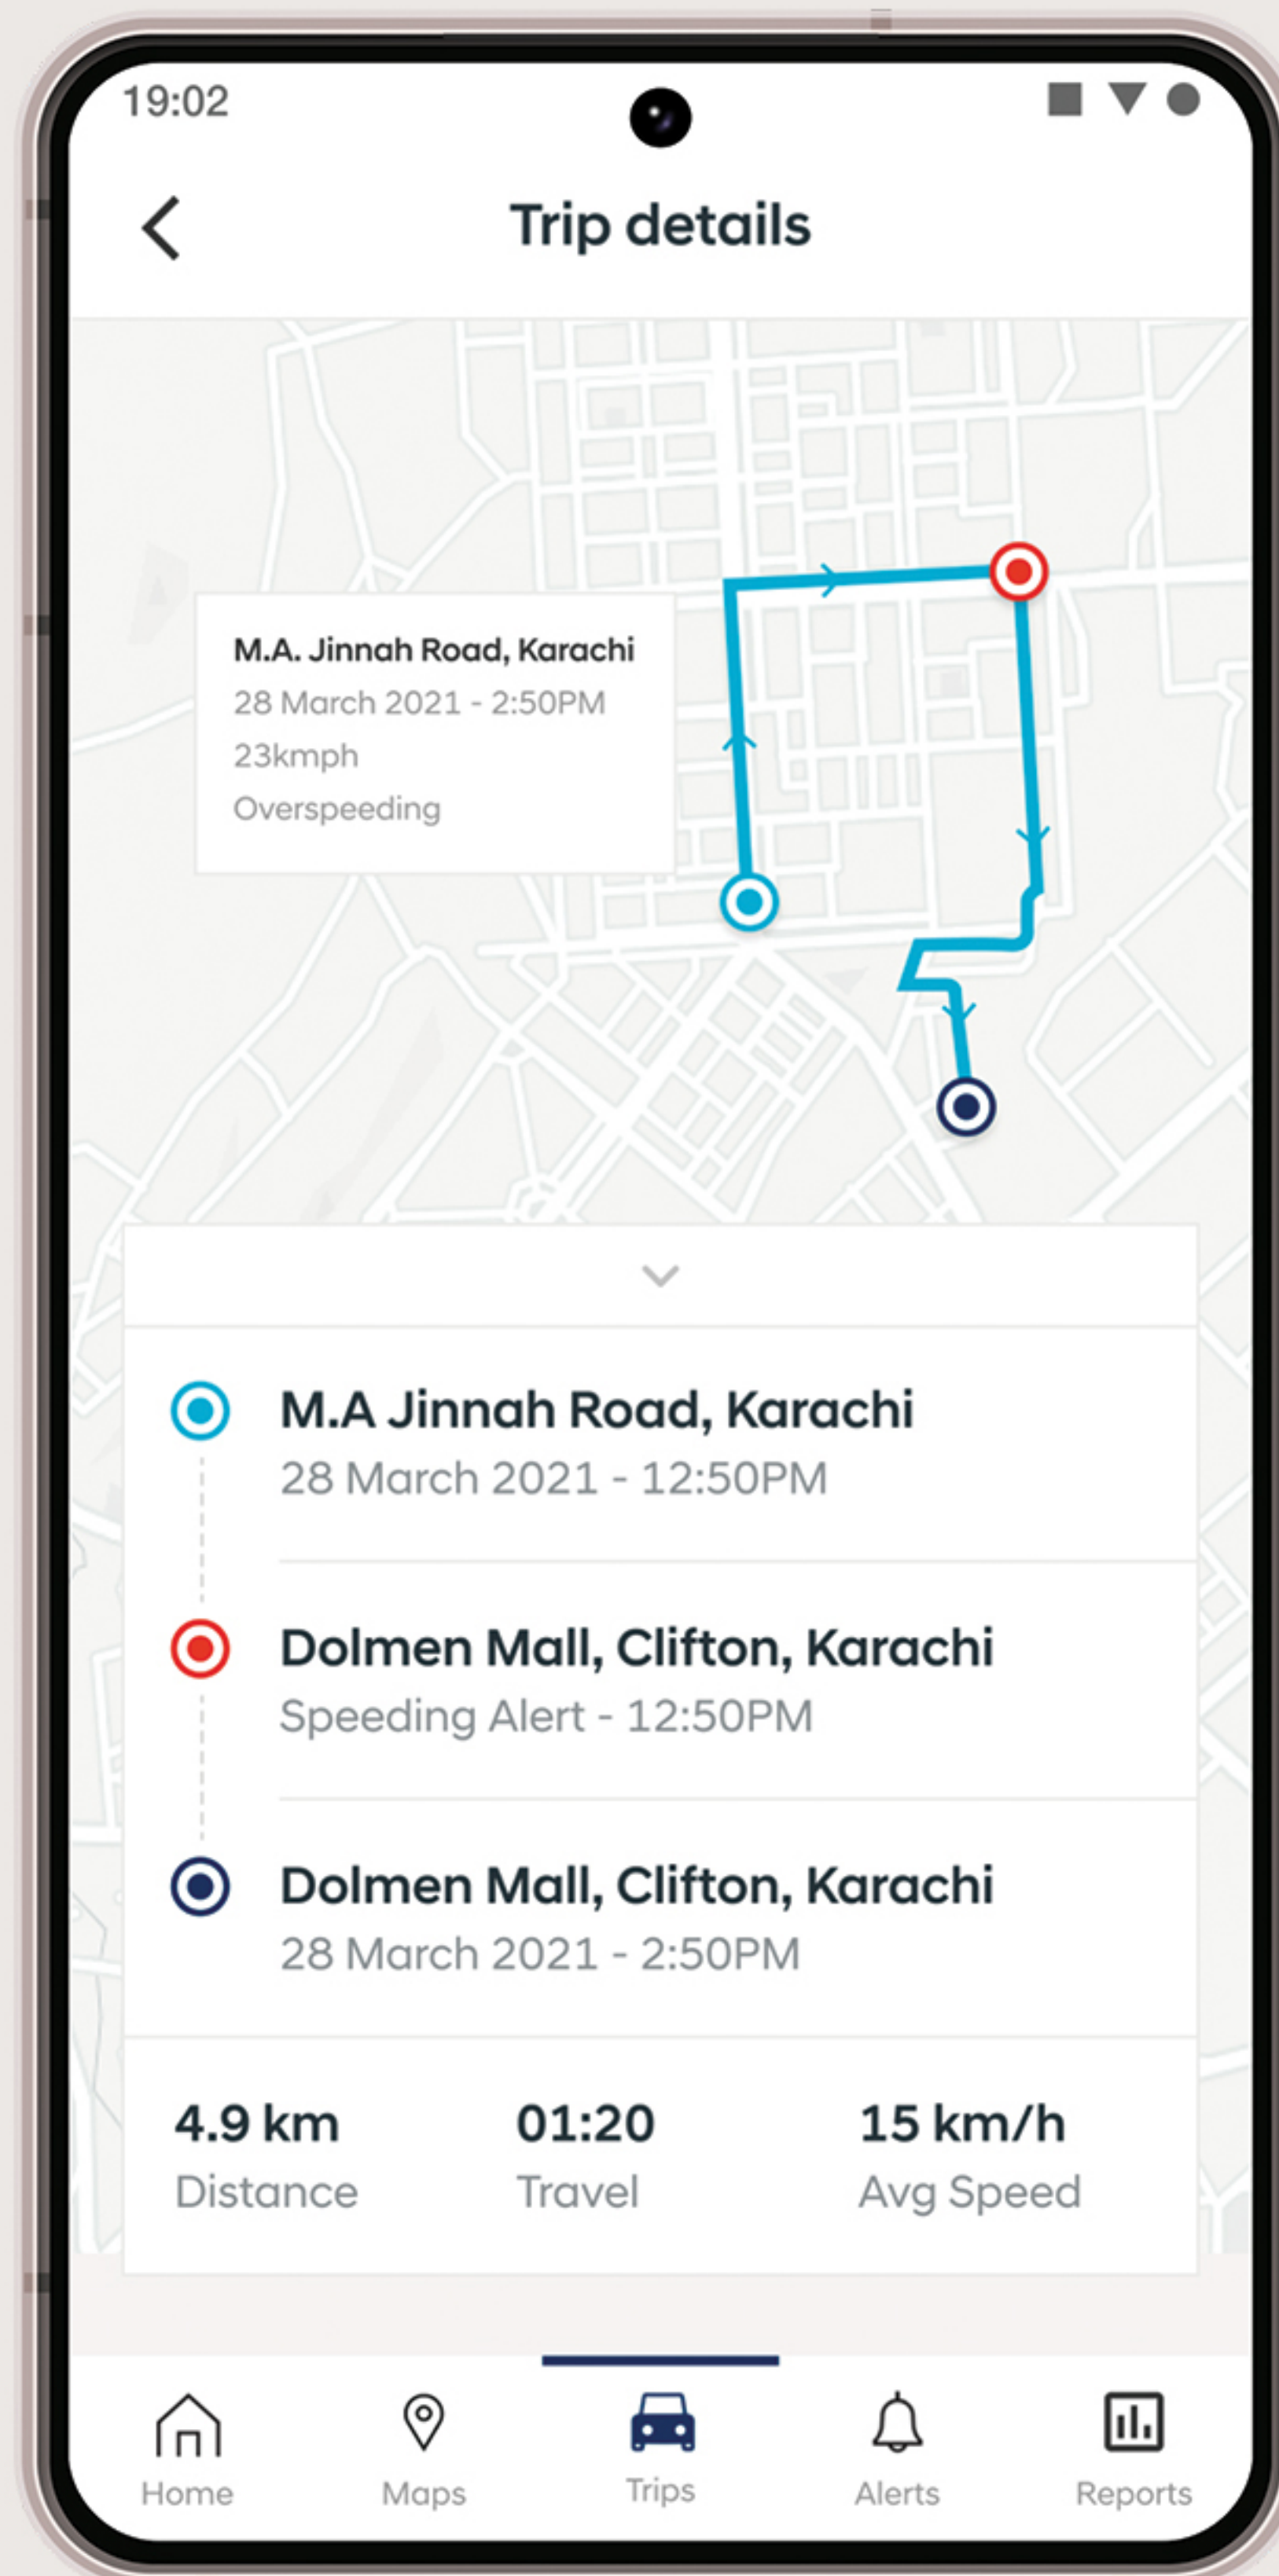 19:02
Trip details
M.A. Jinnah Road, Karachi
28 March 2021 - 2:50PM
23kmph
Overspeeding
M.A Jinnah Road, Karachi
28 March 2021 - 12:50PM
Dolmen Mall, Clifton, Karachi
Speeding Alert - 12:50PM
Dolmen Mall, Clifton, Karachi
28 March 2021 - 2:50PM
4.9 km 01:20 15 km/h
Distance Travel Avg Speed
Home Maps Trips Alerts Reports